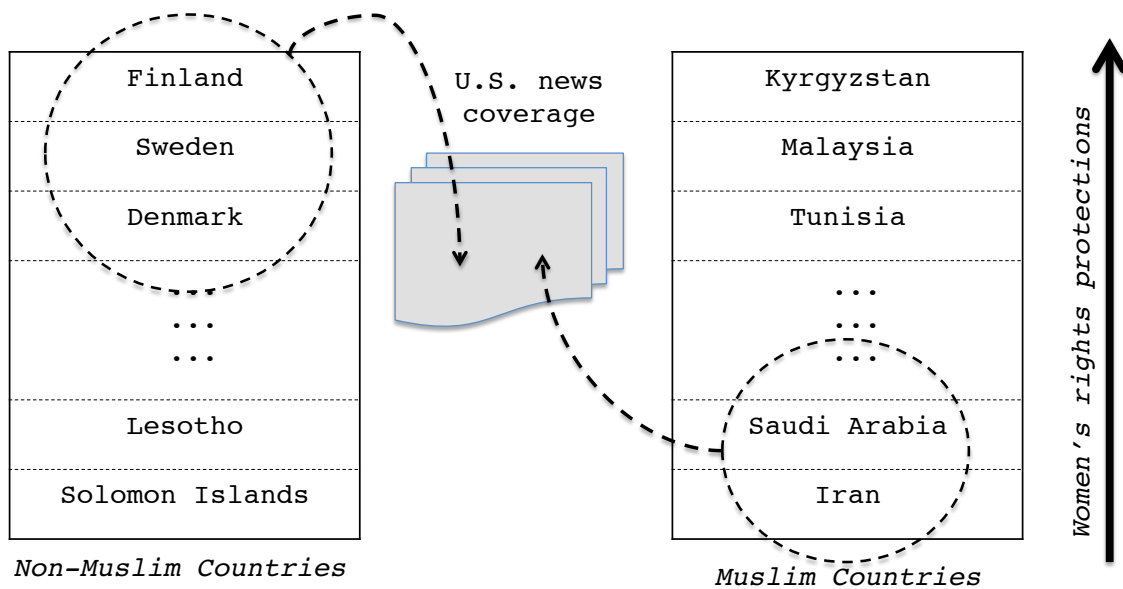 Finland
Sweden
Denmark
...
...
...
Lesotho
Solomon Islands
Non-Muslim Countries
U.S. news
coverage
Kyrgyzstan
Malaysia
Tunisia
...
...
...
Saudi Arabia
Iran
Muslim Countries
Women's rights protections